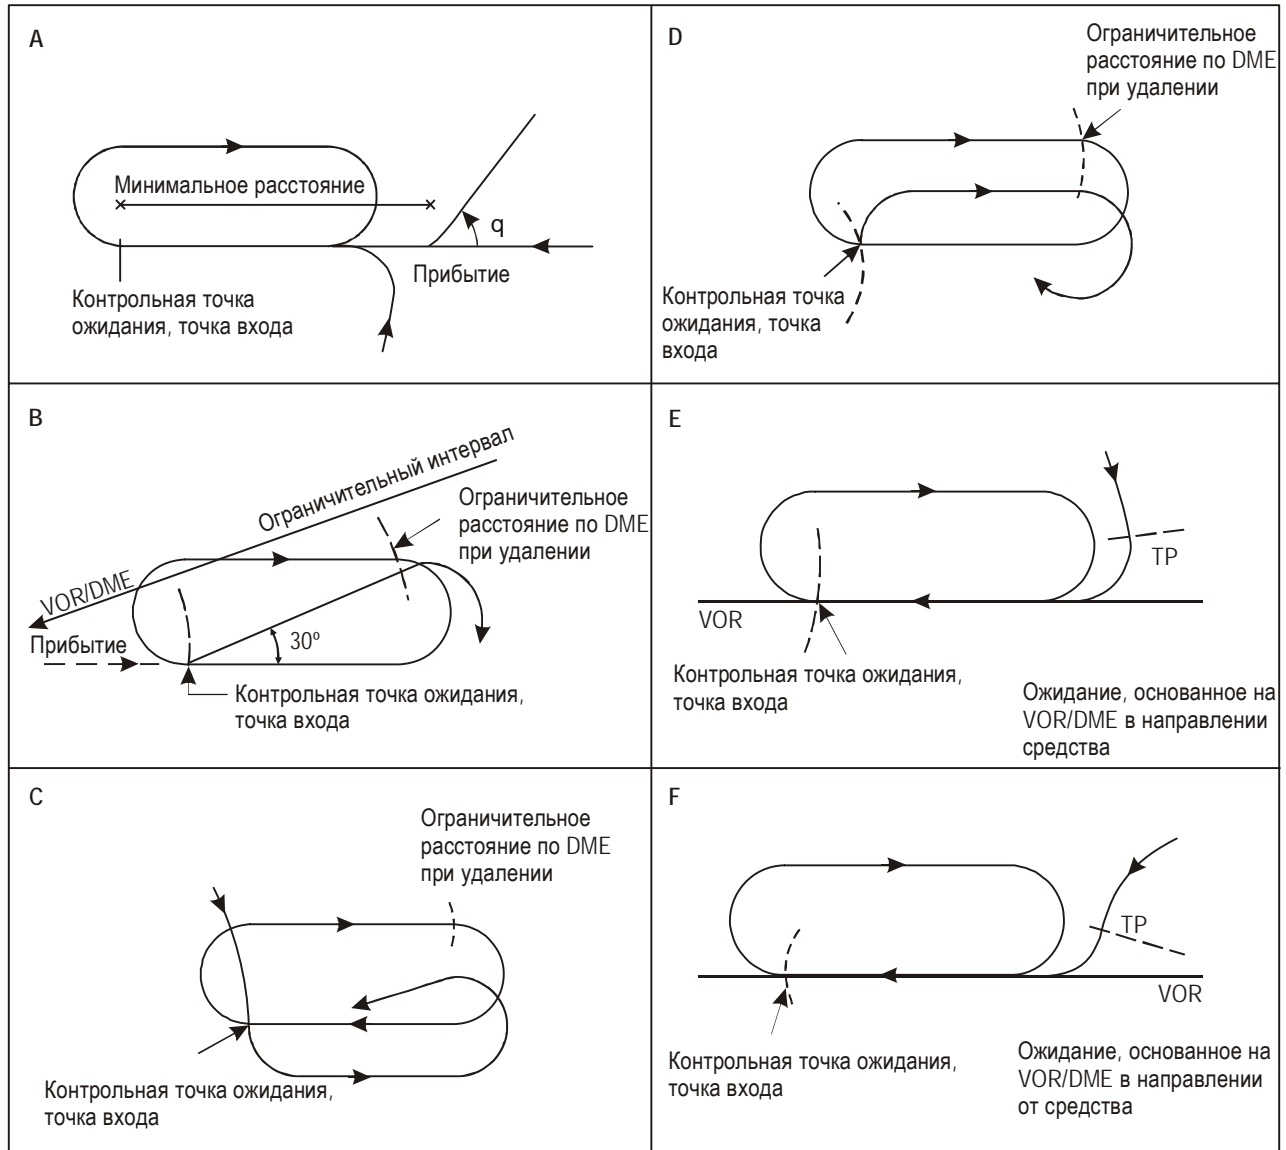 A
Минимальное расстояние
q
Прибытие
Контрольная точка
ожидания, точка входа
B
Ограничительный интервал
Ограничительное
расстояние по DME
при удалении
VOR/DME
Прибытие
30º
Контрольная точка ожидания,
точка входа
C
Ограничительное
расстояние по DME
при удалении
Контрольная точка ожидания,
точка входа
D
Ограничительное
расстояние по DME
при удалении
Контрольная точка
ожидания, точка
входа
E
TP
VOR
Контрольная точка ожидания,
точка входа
Ожидание, основанное на
VOR/DME в направлении
средства
F
TP
VOR
Контрольная точка ожидания,
точка входа
Ожидание, основанное на
VOR/DME в направлении
от средства